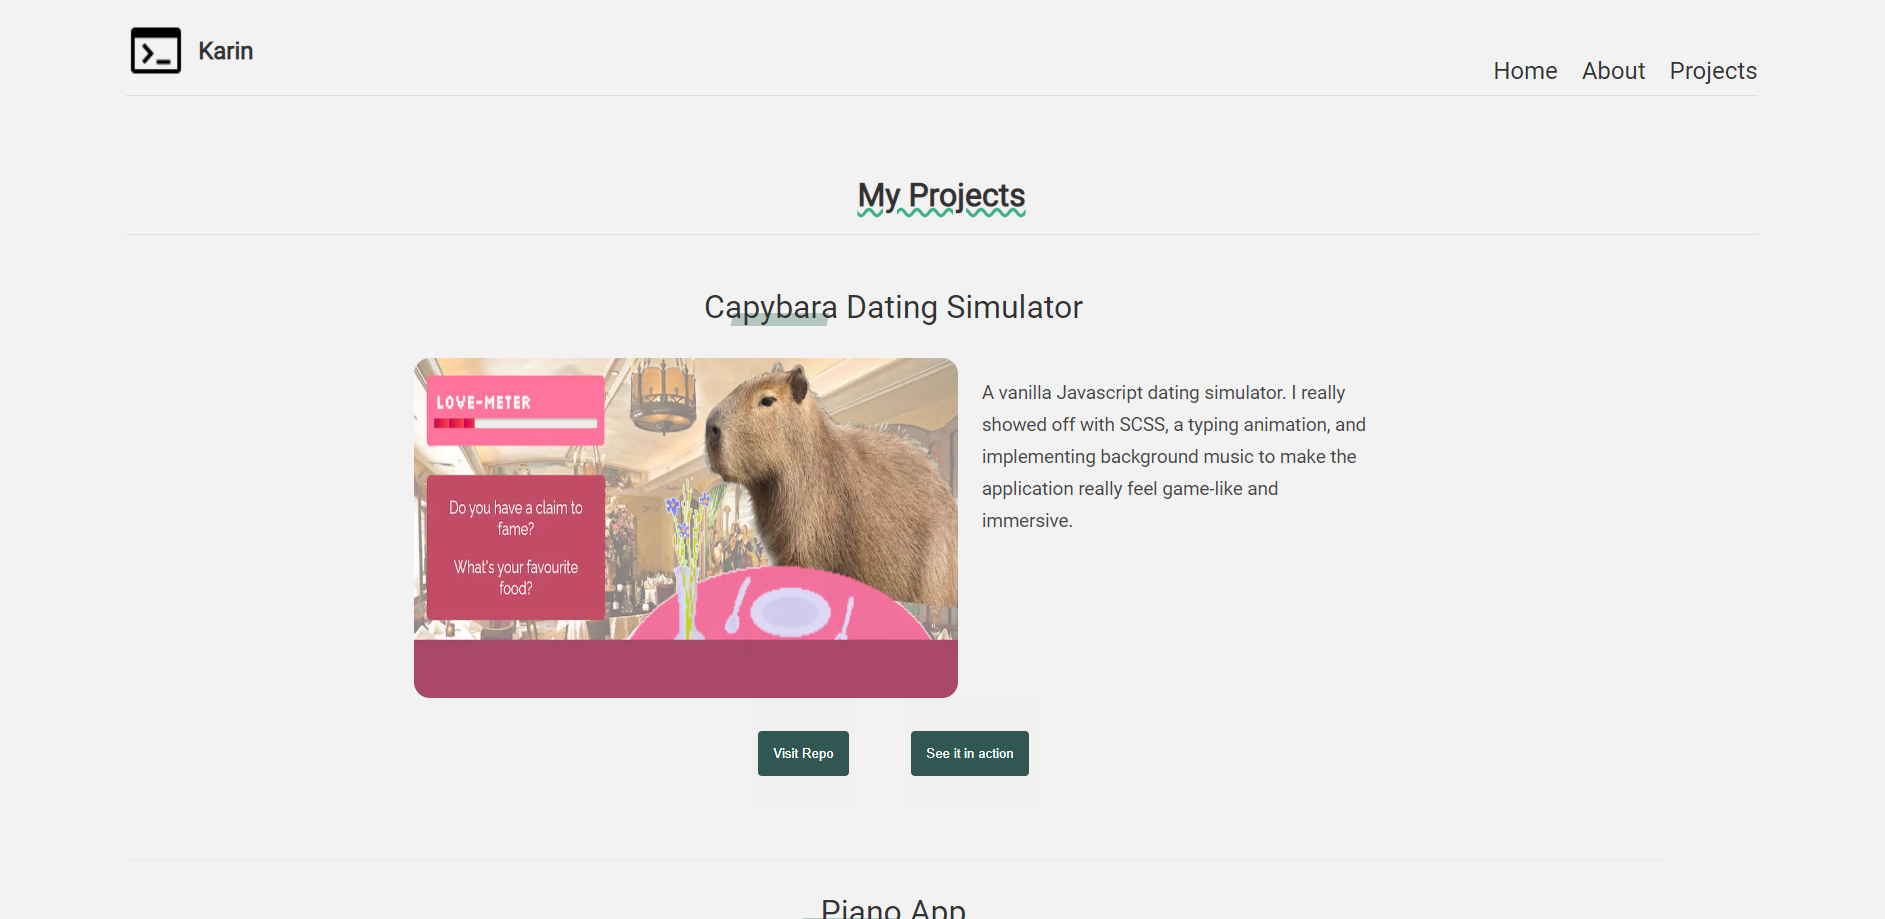 Karin
Home About Projects
My Projects
Capybara Dating Simulator
LOVE-METER
Do you have a claim to
fame?
What's your favourite
food?
A vanilla Javascript dating simulator. I really
showed off with SCSS, a typing animation, and
implementing background music to make the
application really feel game-like and
immersive.
Visit Repo
See it in action
Piano App